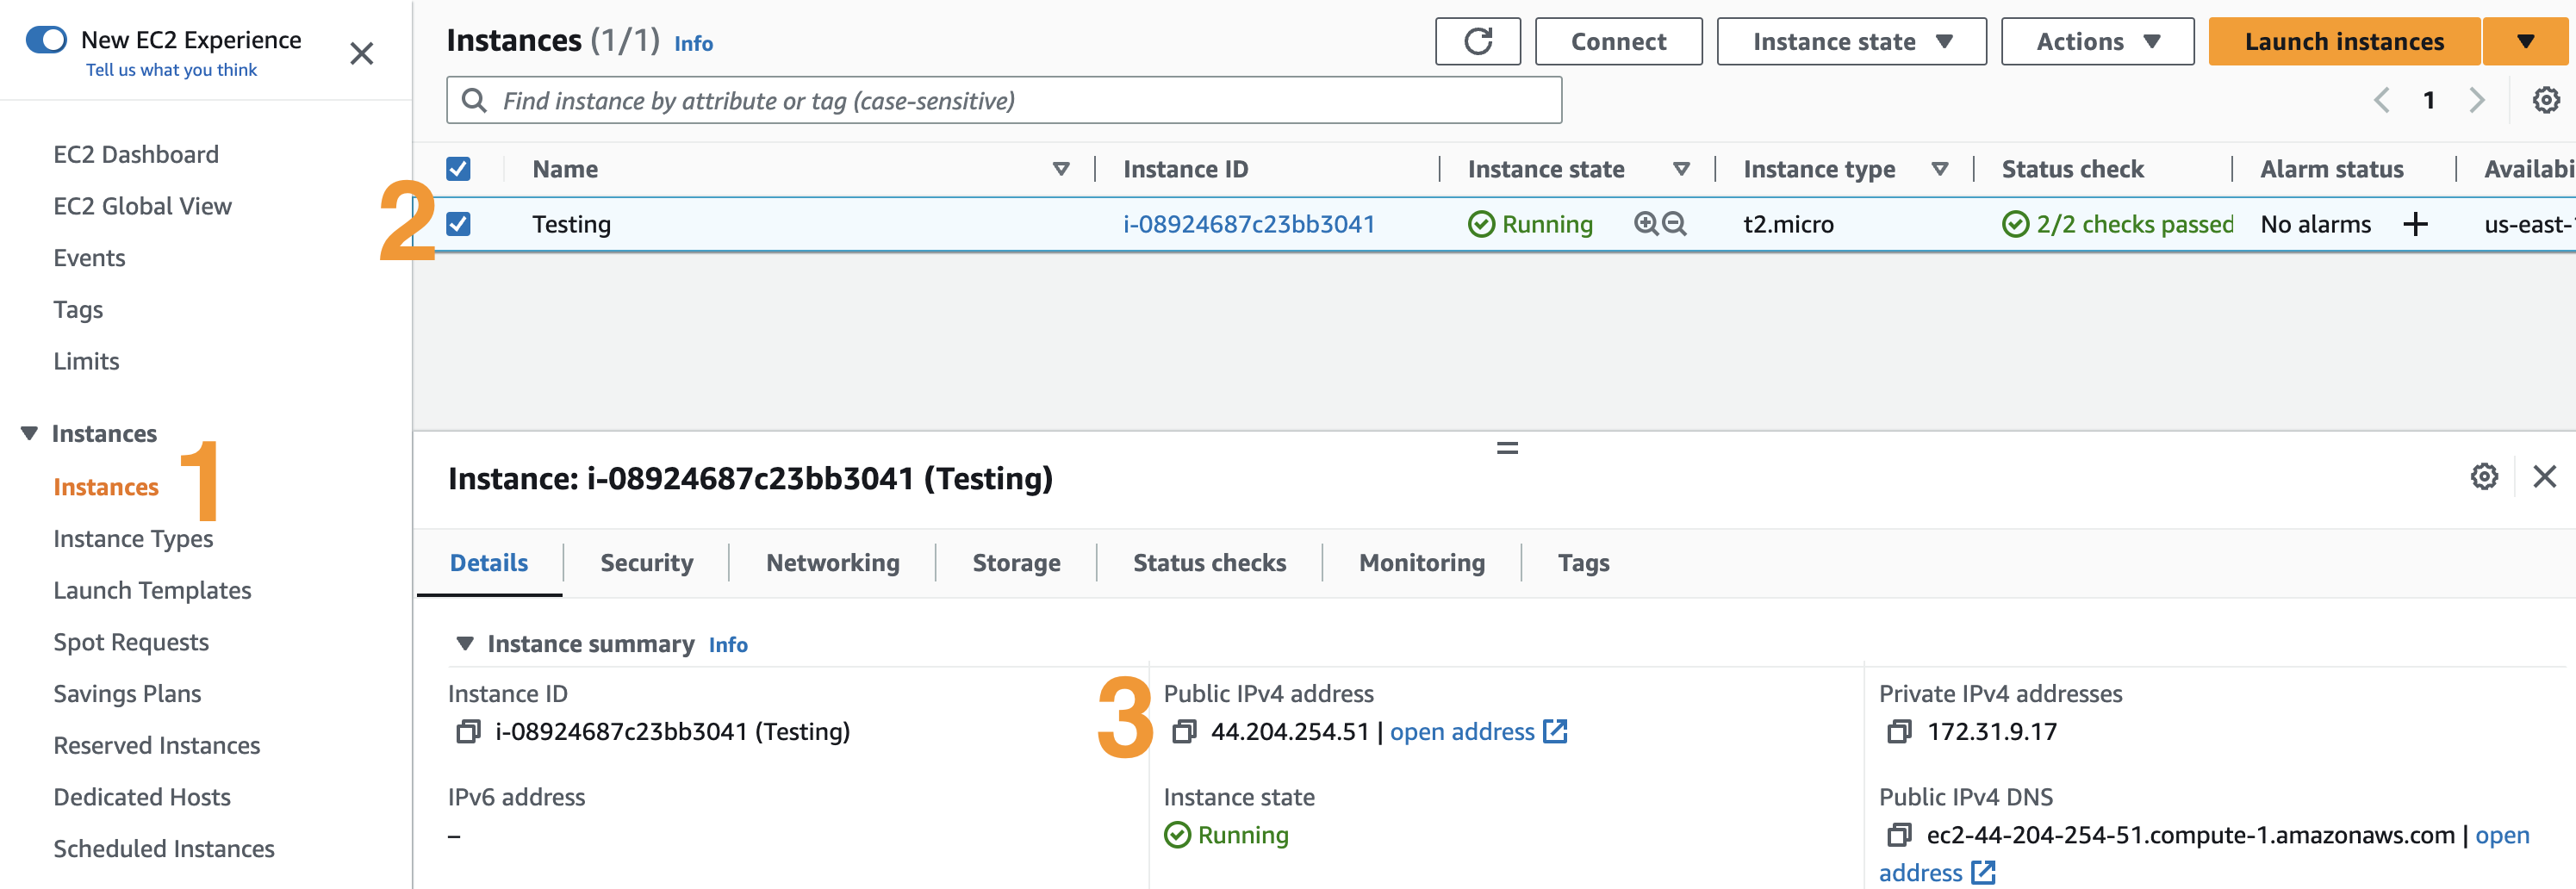 New EC2 Experience
Tell us what you think
EC2 Dashboard
EC2 Global View
Events
Tags
Limits
Instances
Instances
1
Instance Types
Launch Templates
Spot Requests
Savings Plans
Reserved Instances
Dedicated Hosts
Scheduled Instances
Instances (1/1) Info
Connect
Instance state
Actions
Launch instances
Find instance by attribute or tag (case-sensitive)
1
Name Instance ID Instance state Instance type Status check Alarm status Availabi
2
Testing i-08924687c23bb3041 Running t2.micro 2/2 checks passed No alarms + us-east-
Instance: i-08924687c23bb3041 (Testing)
Details Security Networking Storage Status checks Monitoring Tags
Instance summary Info
Instance ID
i-08924687c23bb3041 (Testing)
3
Public IPv4 address
44.204.254.51 | open address
Private IPv4 addresses
172.31.9.17
IPv6 address
–
Instance state
Running
Public IPv4 DNS
ec2-44-204-254-51.compute-1.amazonaws.com | open
address